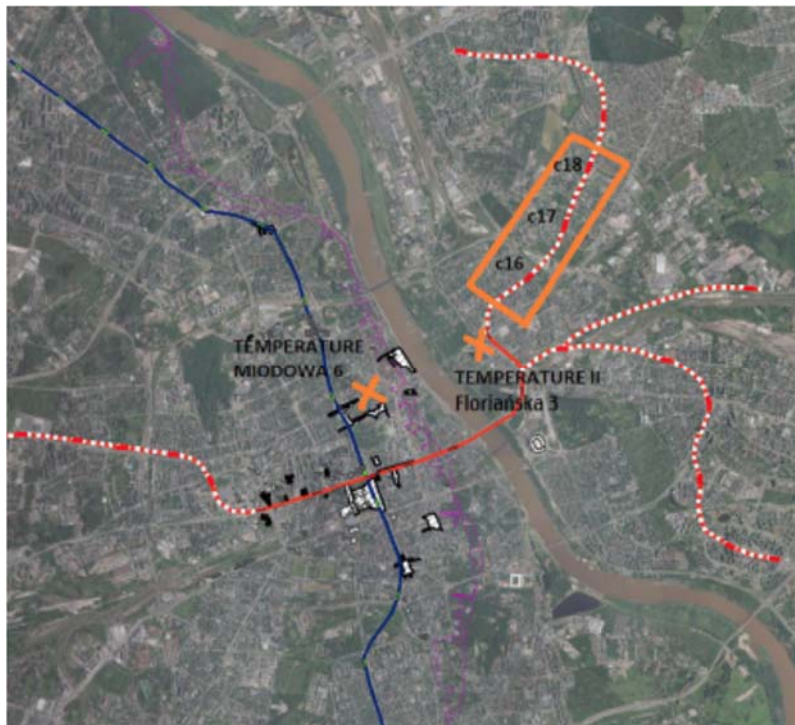 c18
c17
c16
TEMPERATURE -
MIODOWA 6
TEMPERATURE II
Floriańska 3